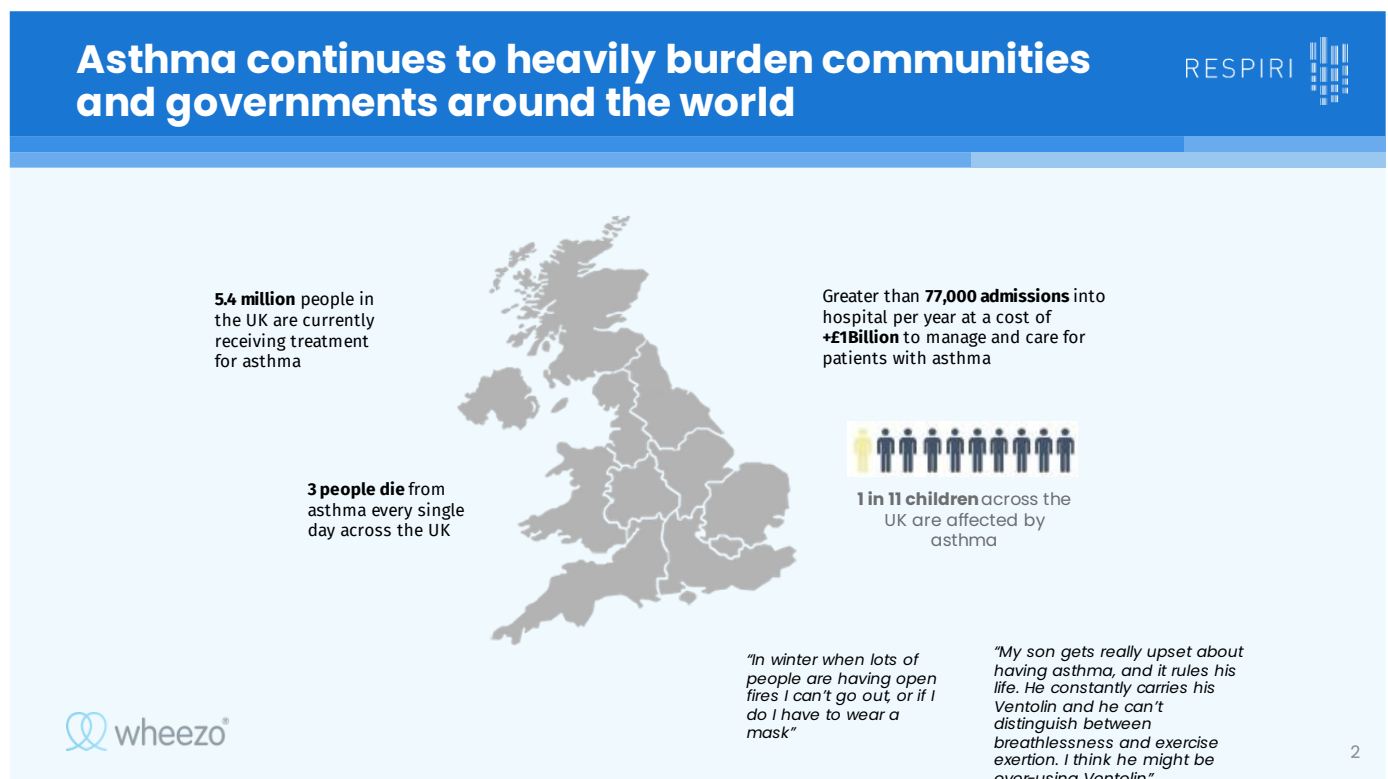 Asthma continues to heavily burden communities
and governments around the world
RESPIRI
5.4 million people in
the UK are currently
receiving treatment
for asthma
Greater than 77,000 admissions into
hospital per year at a cost of
+£1Billion to manage and care for
patients with asthma
3 people die from
asthma every single
day across the UK
1 in 11 children across the
UK are affected by
asthma
“In winter when lots of
people are having open
fires I can’t go out, or if I
do I have to wear a
mask”
“My son gets really upset about
having asthma, and it rules his
life. He constantly carries his
Ventolin and he can’t
distinguish between
breathlessness and exercise
exertion. I think he might be
over-using Ventolin”
wheezo®
2